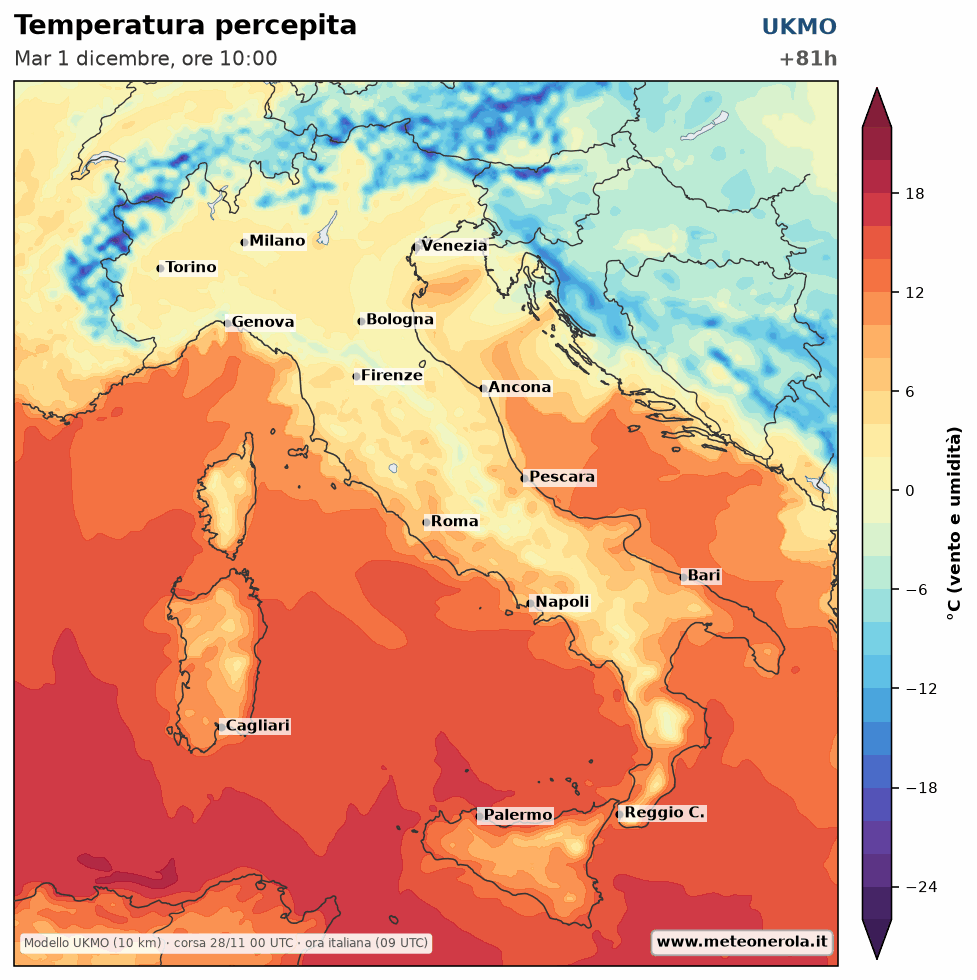 Temperatura percepita
UKMO
Mar 1 dicembre, ore 10:00
+81h
Milano
Venezia
Torino
Genova
Bologna
Firenze
Ancona
Pescara
Roma
Bari
Napoli
Cagliari
Palermo
Reggio C.
18
12
6
0
−6
−12
−18
−24
°C (vento e umidità)
Modello UKMO (10 km) · corsa 28/11 00 UTC · ora italiana (09 UTC)
www.meteonerola.it